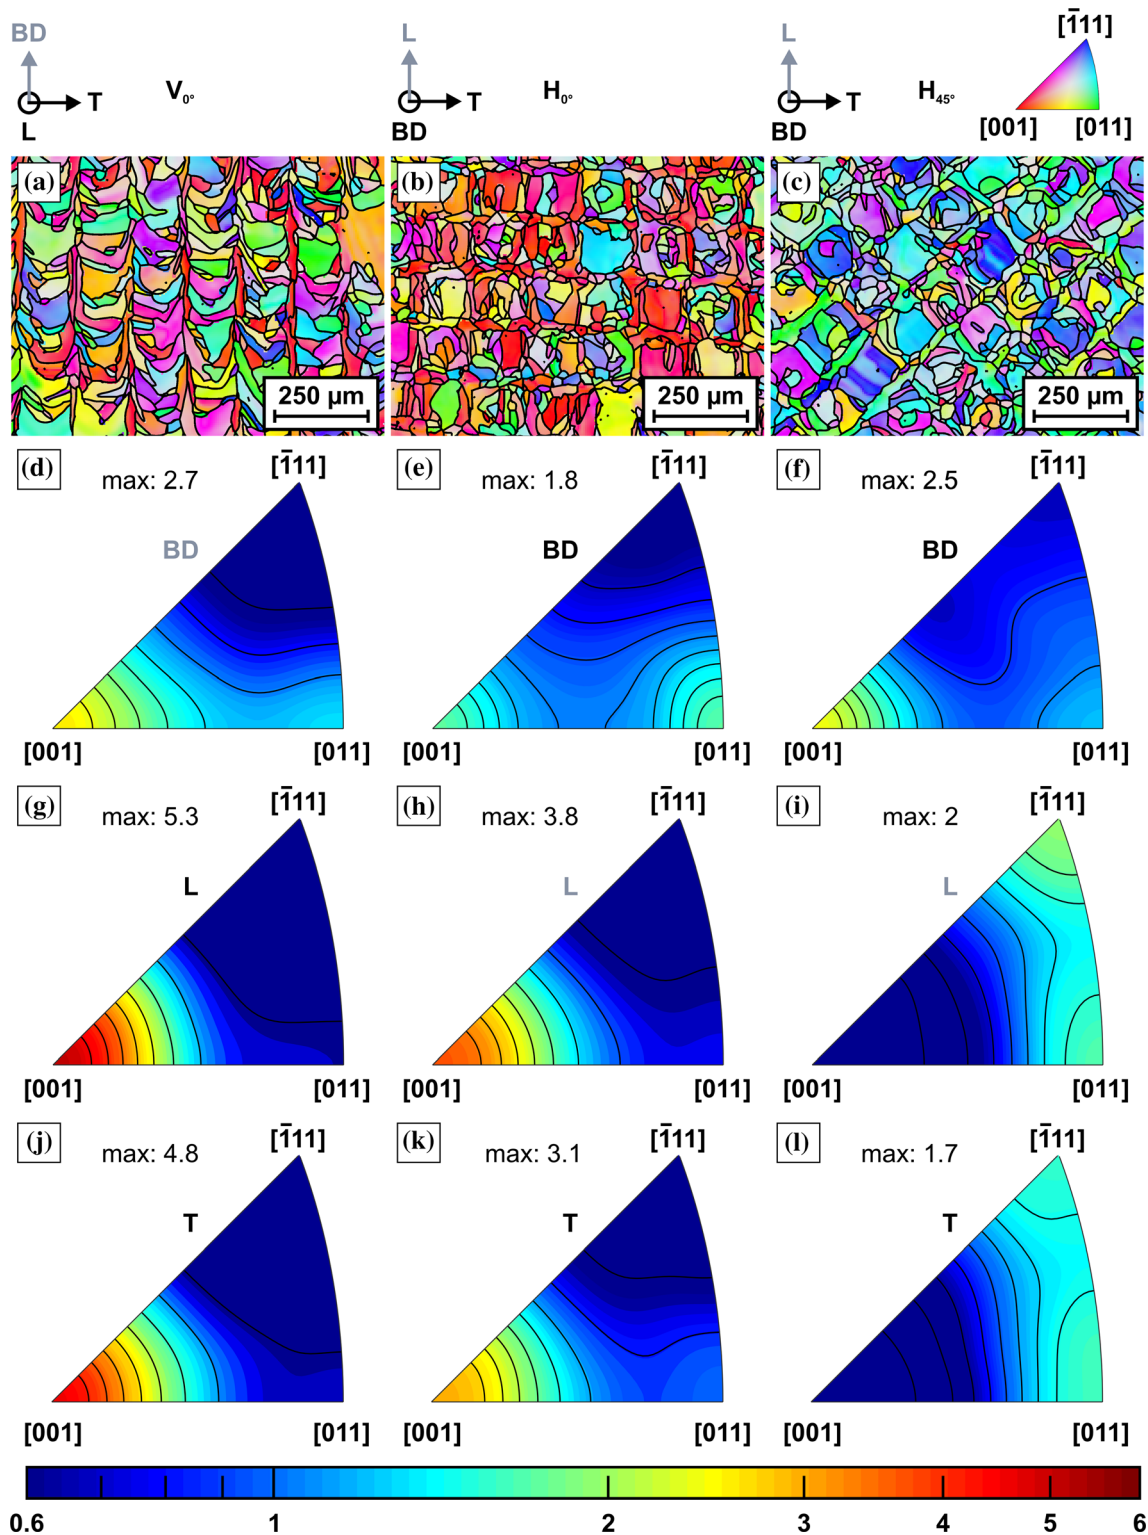 BD
T
L
V0°
L
T
BD
H0°
L
T
BD
H45°
[1̅11]
[001] [011]
(a)
250 µm
(b)
250 µm
(c)
250 µm
(d)
max: 2.7
[1̅11]
BD
[001] [011]
(e)
max: 1.8
[1̅11]
BD
[001] [011]
(f)
max: 2.5
[1̅11]
BD
[001] [011]
(g)
max: 5.3
[1̅11]
L
[001] [011]
(h)
max: 3.8
[1̅11]
L
[001] [011]
(i)
max: 2
[1̅11]
L
[001] [011]
(j)
max: 4.8
[1̅11]
T
[001] [011]
(k)
max: 3.1
[1̅11]
T
[001] [011]
(l)
max: 1.7
[1̅11]
T
[001] [011]
0.6 1 2 3 4 5 6